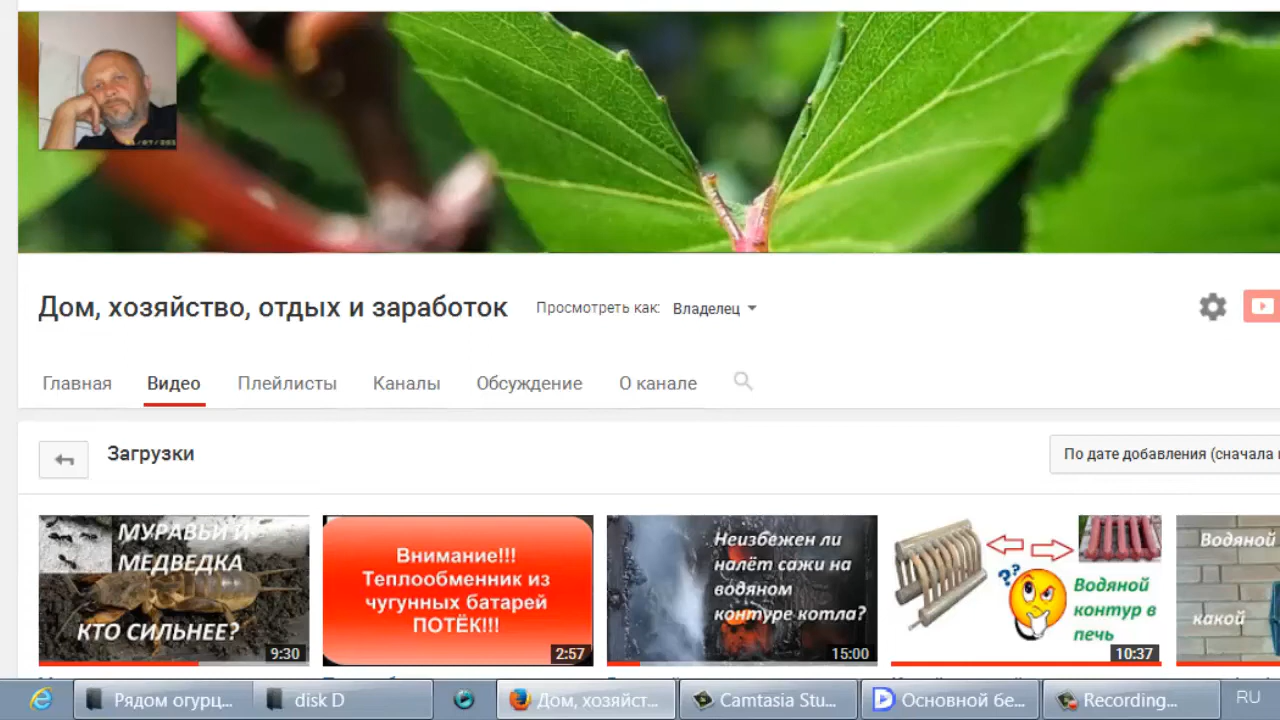 Дом, хозяйство, отдых и заработок
Просмотреть как: Владелец
Главная Видео Плейлисты Каналы Обсуждение О канале
Загрузки
По дате добавления (сначала
МУРАВЬИ И
МЕДВЕДКА
КТО СИЛЬНЕЕ?
9:30
Внимание!!!
Теплообменник из
чугунных батарей
ПОТЁК!!!
2:57
Неизбежен ли
налёт сажи на
водяном
контуре котла?
15:00
??
Водяной
контур в
печь
10:37
Водяной
какой
Рядом огурц... disk D Дом, хозяйст... Camtasia Stu... Основной бе... Recording... RU